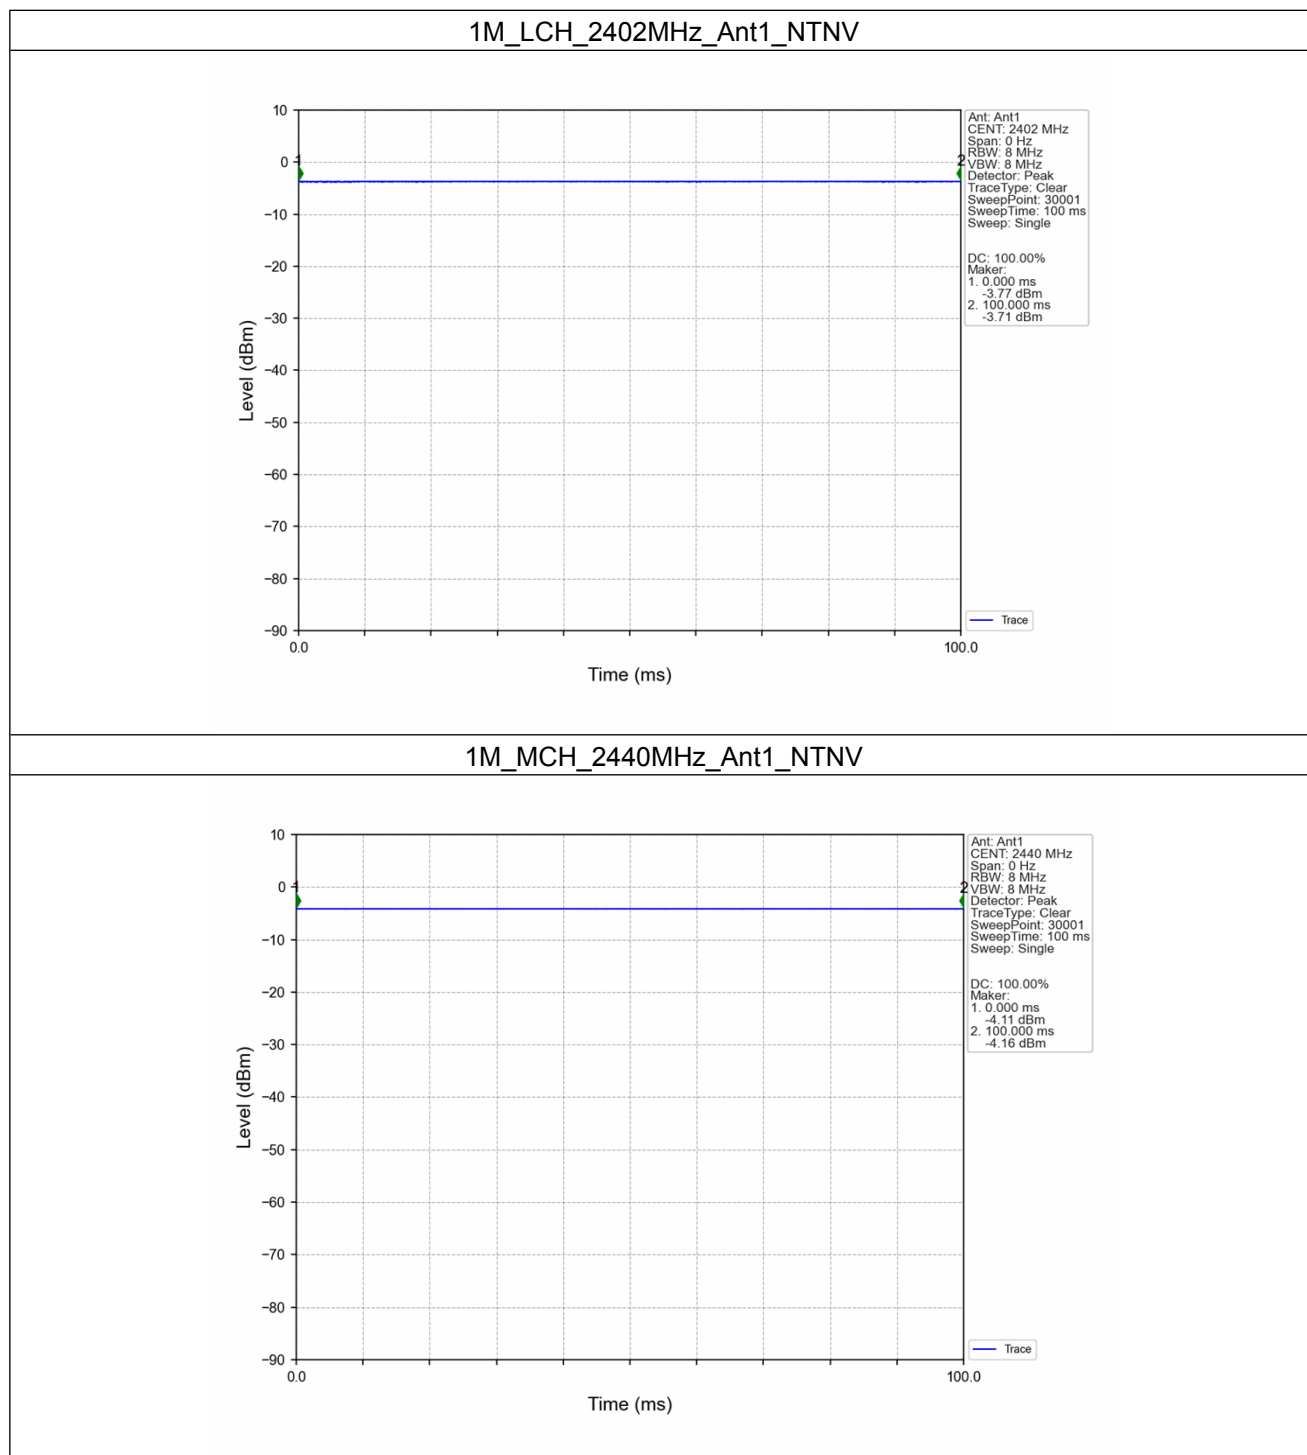 1M_LCH_2402MHz_Ant1_NTNV
10
0
−10
−20
−30
−40
−50
−60
−70
−80
−90
Level (dBm)
1
2
0.0
100.0
Time (ms)
Ant: Ant1
CENT: 2402 MHz
Span: 0 Hz
RBW: 8 MHz
VBW: 8 MHz
Detector: Peak
TraceType: Clear
SweepPoint: 30001
SweepTime: 100 ms
Sweep: Single
DC: 100.00%
Maker:
1. 0.000 ms
-3.77 dBm
2. 100.000 ms
-3.71 dBm
Trace
1M_MCH_2440MHz_Ant1_NTNV
10
0
−10
−20
−30
−40
−50
−60
−70
−80
−90
Level (dBm)
1
2
0.0
100.0
Time (ms)
Ant: Ant1
CENT: 2440 MHz
Span: 0 Hz
RBW: 8 MHz
VBW: 8 MHz
Detector: Peak
TraceType: Clear
SweepPoint: 30001
SweepTime: 100 ms
Sweep: Single
DC: 100.00%
Maker:
1. 0.000 ms
-4.11 dBm
2. 100.000 ms
-4.16 dBm
Trace